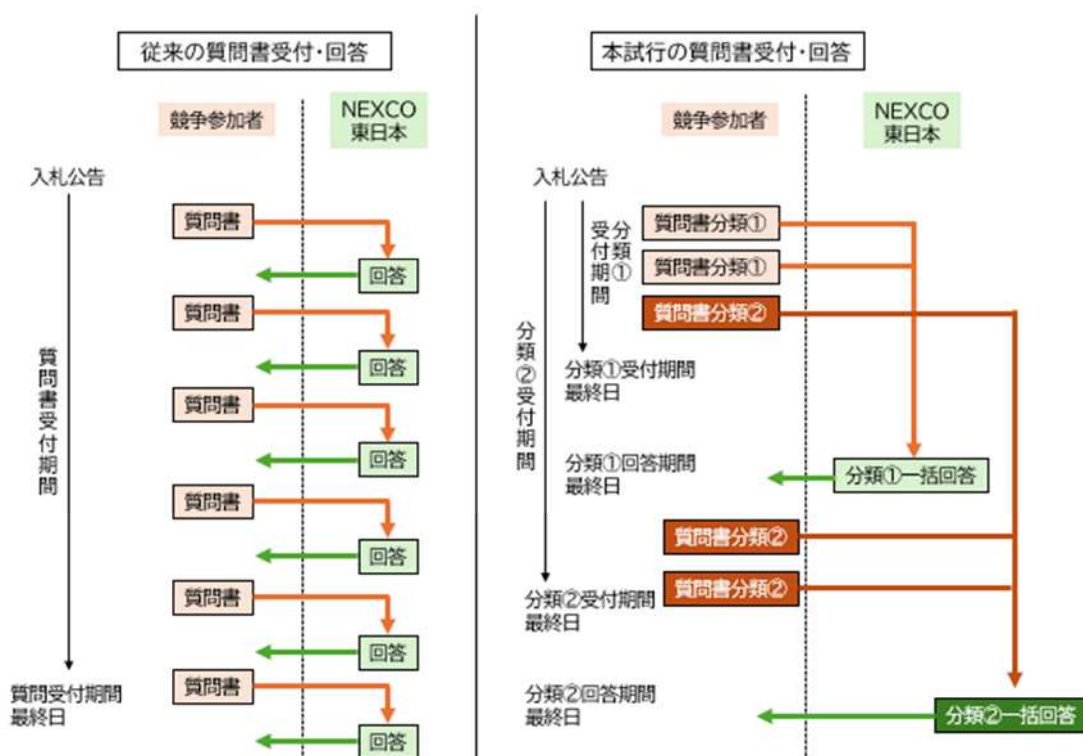 従来の質問書受付・回答
競争参加者
NEXCO
東日本
入札公告
質問書
回答
質問書
回答
質問書受付期間
質問書
回答
質問書
回答
質問書
回答
質問書
回答
質問受付期間
最終日
本試行の質問書受付・回答
競争参加者
NEXCO
東日本
入札公告
分類①
受付期間
質問書分類①
質問書分類①
質問書分類②
分類②受付期間
分類①受付期間
最終日
分類①回答期間
最終日
分類①一括回答
質問書分類②
質問書分類②
分類②受付期間
最終日
分類②回答期間
最終日
分類②一括回答